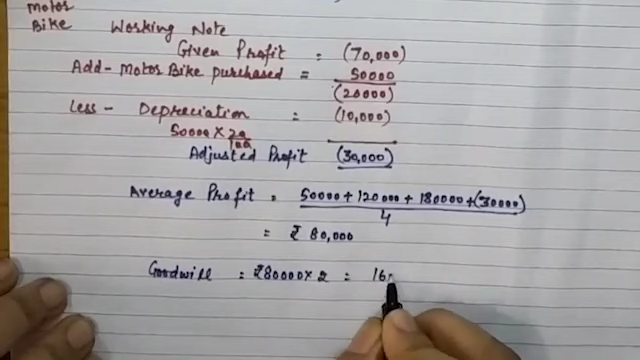 Motor
Bike Working Note
Given Profit = (70,000)
Add- Motor Bike purchased = 50000
(20000)
Less - Depreciation = (10,000)
50000 × 20/100
Adjusted Profit (30,000)
Average Profit = 50000 + 120000 + 180000 + (30000)
4
= ₹ 80,000
Goodwill = ₹80000 × 2 = 160